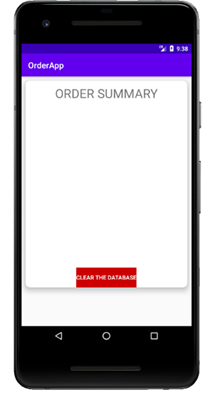 9:38
OrderApp
ORDER SUMMARY
CLEAR THE DATABASE